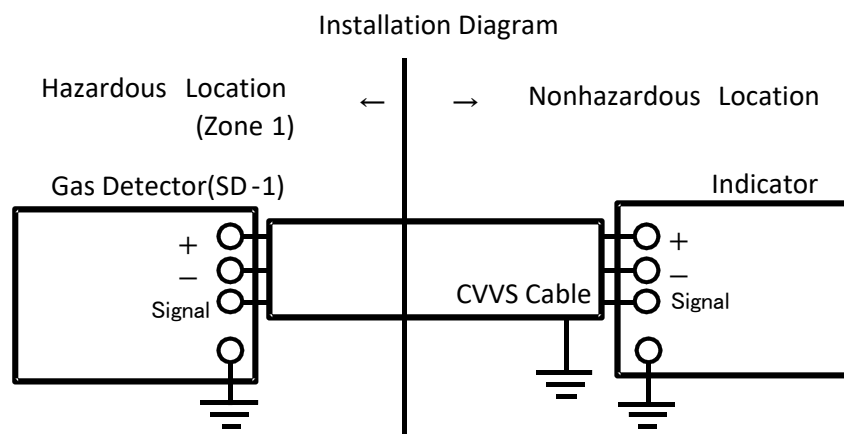 Installation Diagram
Hazardous Location
(Zone 1)
← → Nonhazardous Location
Gas Detector(SD-1)
Indicator
+
−
Signal
CVVS Cable
+
−
Signal